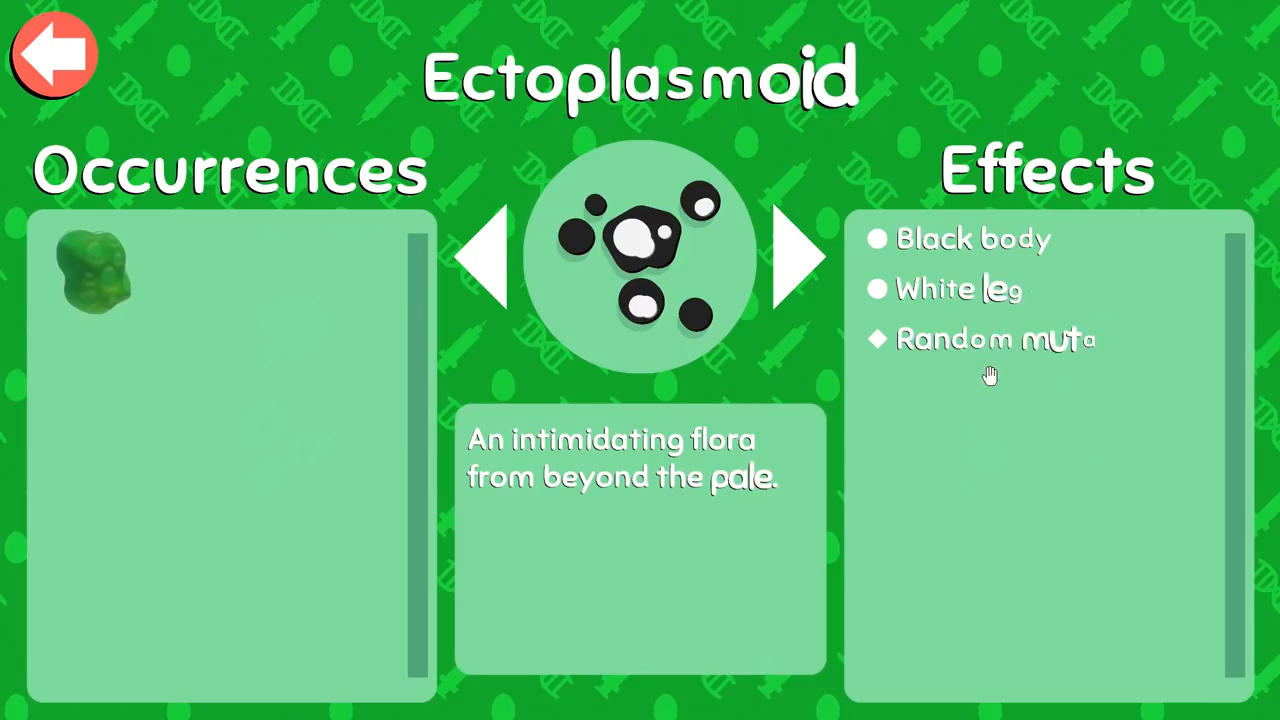 Ectoplasmoid
Occurrences
Effects
Black body
White leg
Random muta
An intimidating flora
from beyond the pale.